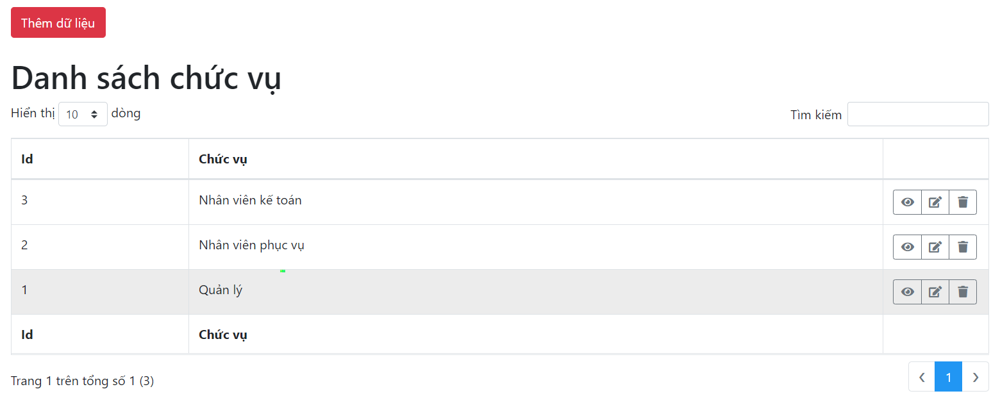 Thêm dữ liệu
Danh sách chức vụ
Hiển thị 10 dòng
Tìm kiếm
Id Chức vụ
3 Nhân viên kế toán
2 Nhân viên phục vụ
1 Quản lý
Id Chức vụ
Trang 1 trên tổng số 1 (3)
‹ 1 ›